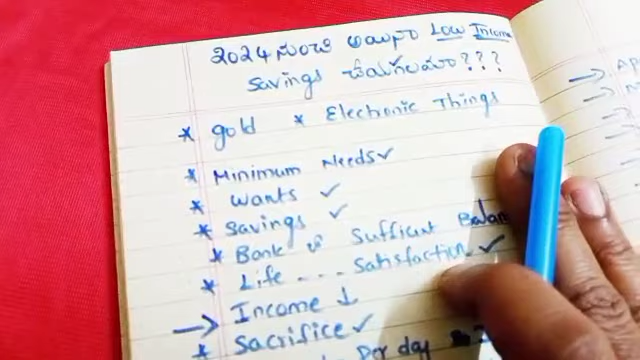 2024 Low Income
Savings ???
* gold * Electronic Things
* Minimum Needs ✓
* Wants ✓
* Savings ✓
* Bank Sufficient Balan
* Life ... Satisfaction ✓
→ Income ↓
* Sacrifice ✓
Per day